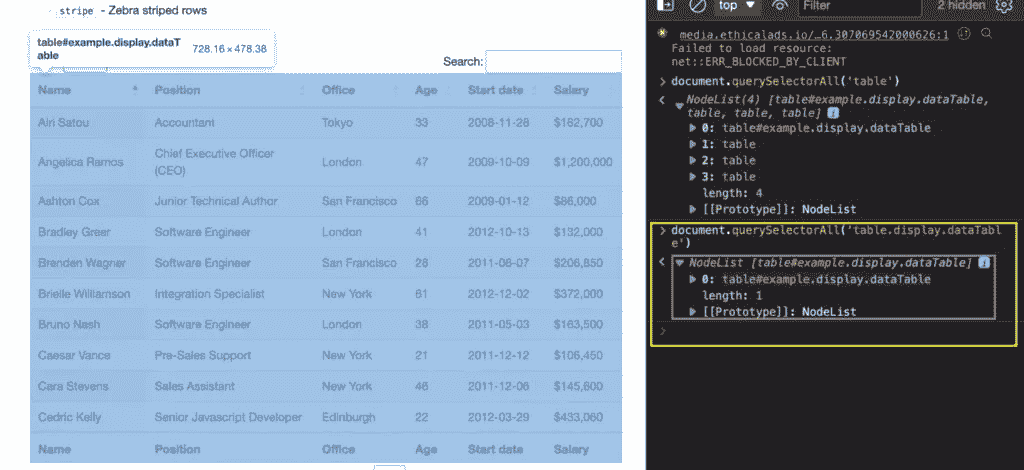 stripe - Zebra striped rows
table#example.display.dataT
able
728.16 × 478.38
Search:
Name Position Office Age Start date Salary
Airi Satou Accountant Tokyo 33 2008-11-28 $162,700
Angelica Ramos Chief Executive Officer London 47 2009-10-09 $1,200,000
(CEO)
Ashton Cox Junior Technical Author San Francisco 66 2009-01-12 $86,000
Bradley Greer Software Engineer London 41 2012-10-13 $132,000
Brenden Wagner Software Engineer San Francisco 28 2011-06-07 $206,850
Brielle Williamson Integration Specialist New York 61 2012-12-02 $372,000
Bruno Nash Software Engineer London 38 2011-05-03 $163,500
Caesar Vance Pre-Sales Support New York 21 2011-12-12 $106,450
Cara Stevens Sales Assistant New York 46 2011-12-06 $145,600
Cedric Kelly Senior Javascript Developer Edinburgh 22 2012-03-29 $433,060
Name Position Office Age Start date Salary
top Filter 2 hidden
media.ethicalads.io/…6.307069542000626:1
Failed to load resource:
net::ERR_BLOCKED_BY_CLIENT
> document.querySelectorAll('table')
NodeList(4) [table#example.display.dataTable,
table, table, table] i
0: table#example.display.dataTable
1: table
2: table
3: table
length: 4
[[Prototype]]: NodeList
> document.querySelectorAll('table.display.dataTabl
e')
NodeList [table#example.display.dataTable] i
0: table#example.display.dataTable
length: 1
[[Prototype]]: NodeList
>